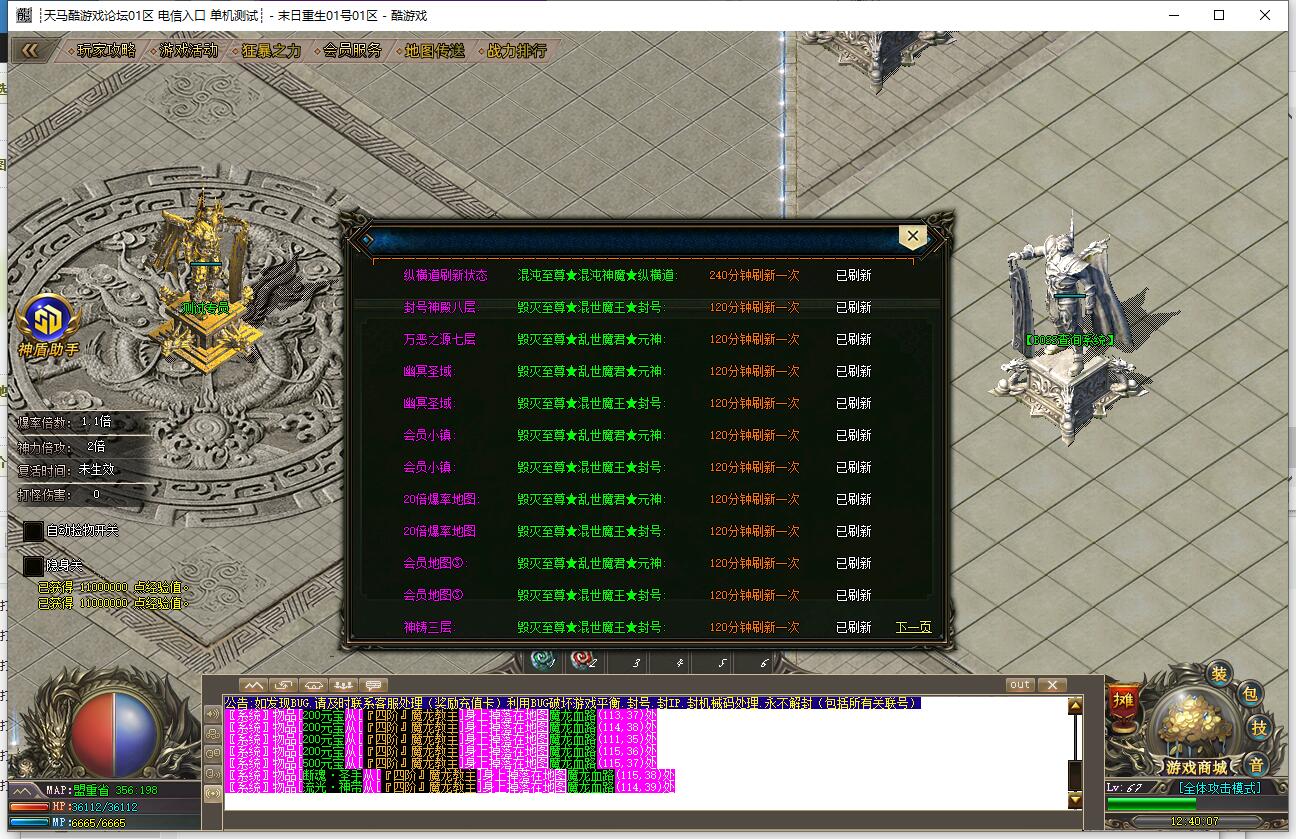 天马酷游戏论坛01区 电信入口 单机测试 - 末日重生01号01区 - 酷游戏
玩家攻略 游戏活动 狂暴之力 会员服务 地图传送 战力排行
测试专员
神盾助手
【BOSS查询系统】
爆率倍数: 1.1倍
神力倍攻: 2倍
复活时间: 未生效
打怪伤害: 0
自动捡物开关
隐身关
已获得 11000000 点经验值。
已获得 11000000 点经验值。
纵横道刷新状态 混沌至尊★混沌神魔★纵横道: 240分钟刷新一次 已刷新
封号神殿八层: 毁灭至尊★混世魔王★封号: 120分钟刷新一次 已刷新
万恶之源七层 毁灭至尊★乱世魔君★元神: 120分钟刷新一次 已刷新
幽冥圣域: 毁灭至尊★乱世魔君★元神: 120分钟刷新一次 已刷新
幽冥圣域: 毁灭至尊★混世魔王★封号: 120分钟刷新一次 已刷新
会员小镇: 毁灭至尊★乱世魔君★元神: 120分钟刷新一次 已刷新
会员小镇: 毁灭至尊★混世魔王★封号: 120分钟刷新一次 已刷新
20倍爆率地图: 毁灭至尊★乱世魔君★元神: 120分钟刷新一次 已刷新
20倍爆率地图 毁灭至尊★混世魔王★封号: 120分钟刷新一次 已刷新
会员地图③: 毁灭至尊★乱世魔君★元神: 120分钟刷新一次 已刷新
会员地图③ 毁灭至尊★混世魔王★封号: 120分钟刷新一次 已刷新
神铸三层: 毁灭至尊★混世魔王★封号: 120分钟刷新一次 已刷新 下一页
1 2 3 4 5 6
out
公告:如发现BUG.请及时联系客服处理（奖励充值卡）利用BUG破坏游戏平衡.封号.封IP.封机械码处理.永不解封（包括所有关联号）
〖系统〗物品[200元宝从[『四阶』魔龙教主]身上掉落在地图魔龙血路(113,37)处
〖系统〗物品[200元宝从[『四阶』魔龙教主]身上掉落在地图魔龙血路(114,38)处
〖系统〗物品[200元宝从[『四阶』魔龙教主]身上掉落在地图魔龙血路(111,35)处
〖系统〗物品[200元宝从[『四阶』魔龙教主]身上掉落在地图魔龙血路(115,36)处
〖系统〗物品[500元宝从[『四阶』魔龙教主]身上掉落在地图魔龙血路(115,37)处
〖系统〗物品[断魂·圣手从[『四阶』魔龙教主]身上掉落在地图魔龙血路(115,38)处
〖系统〗物品[流光·神带从[『四阶』魔龙教主]身上掉落在地图魔龙血路(114,39)处
MAP:盟重省 356.198
HP:36112/36112
MP:6665/6665
摊
装
包
技
音
游戏商城
Lv: 67 [全体攻击模式]
12:40:07